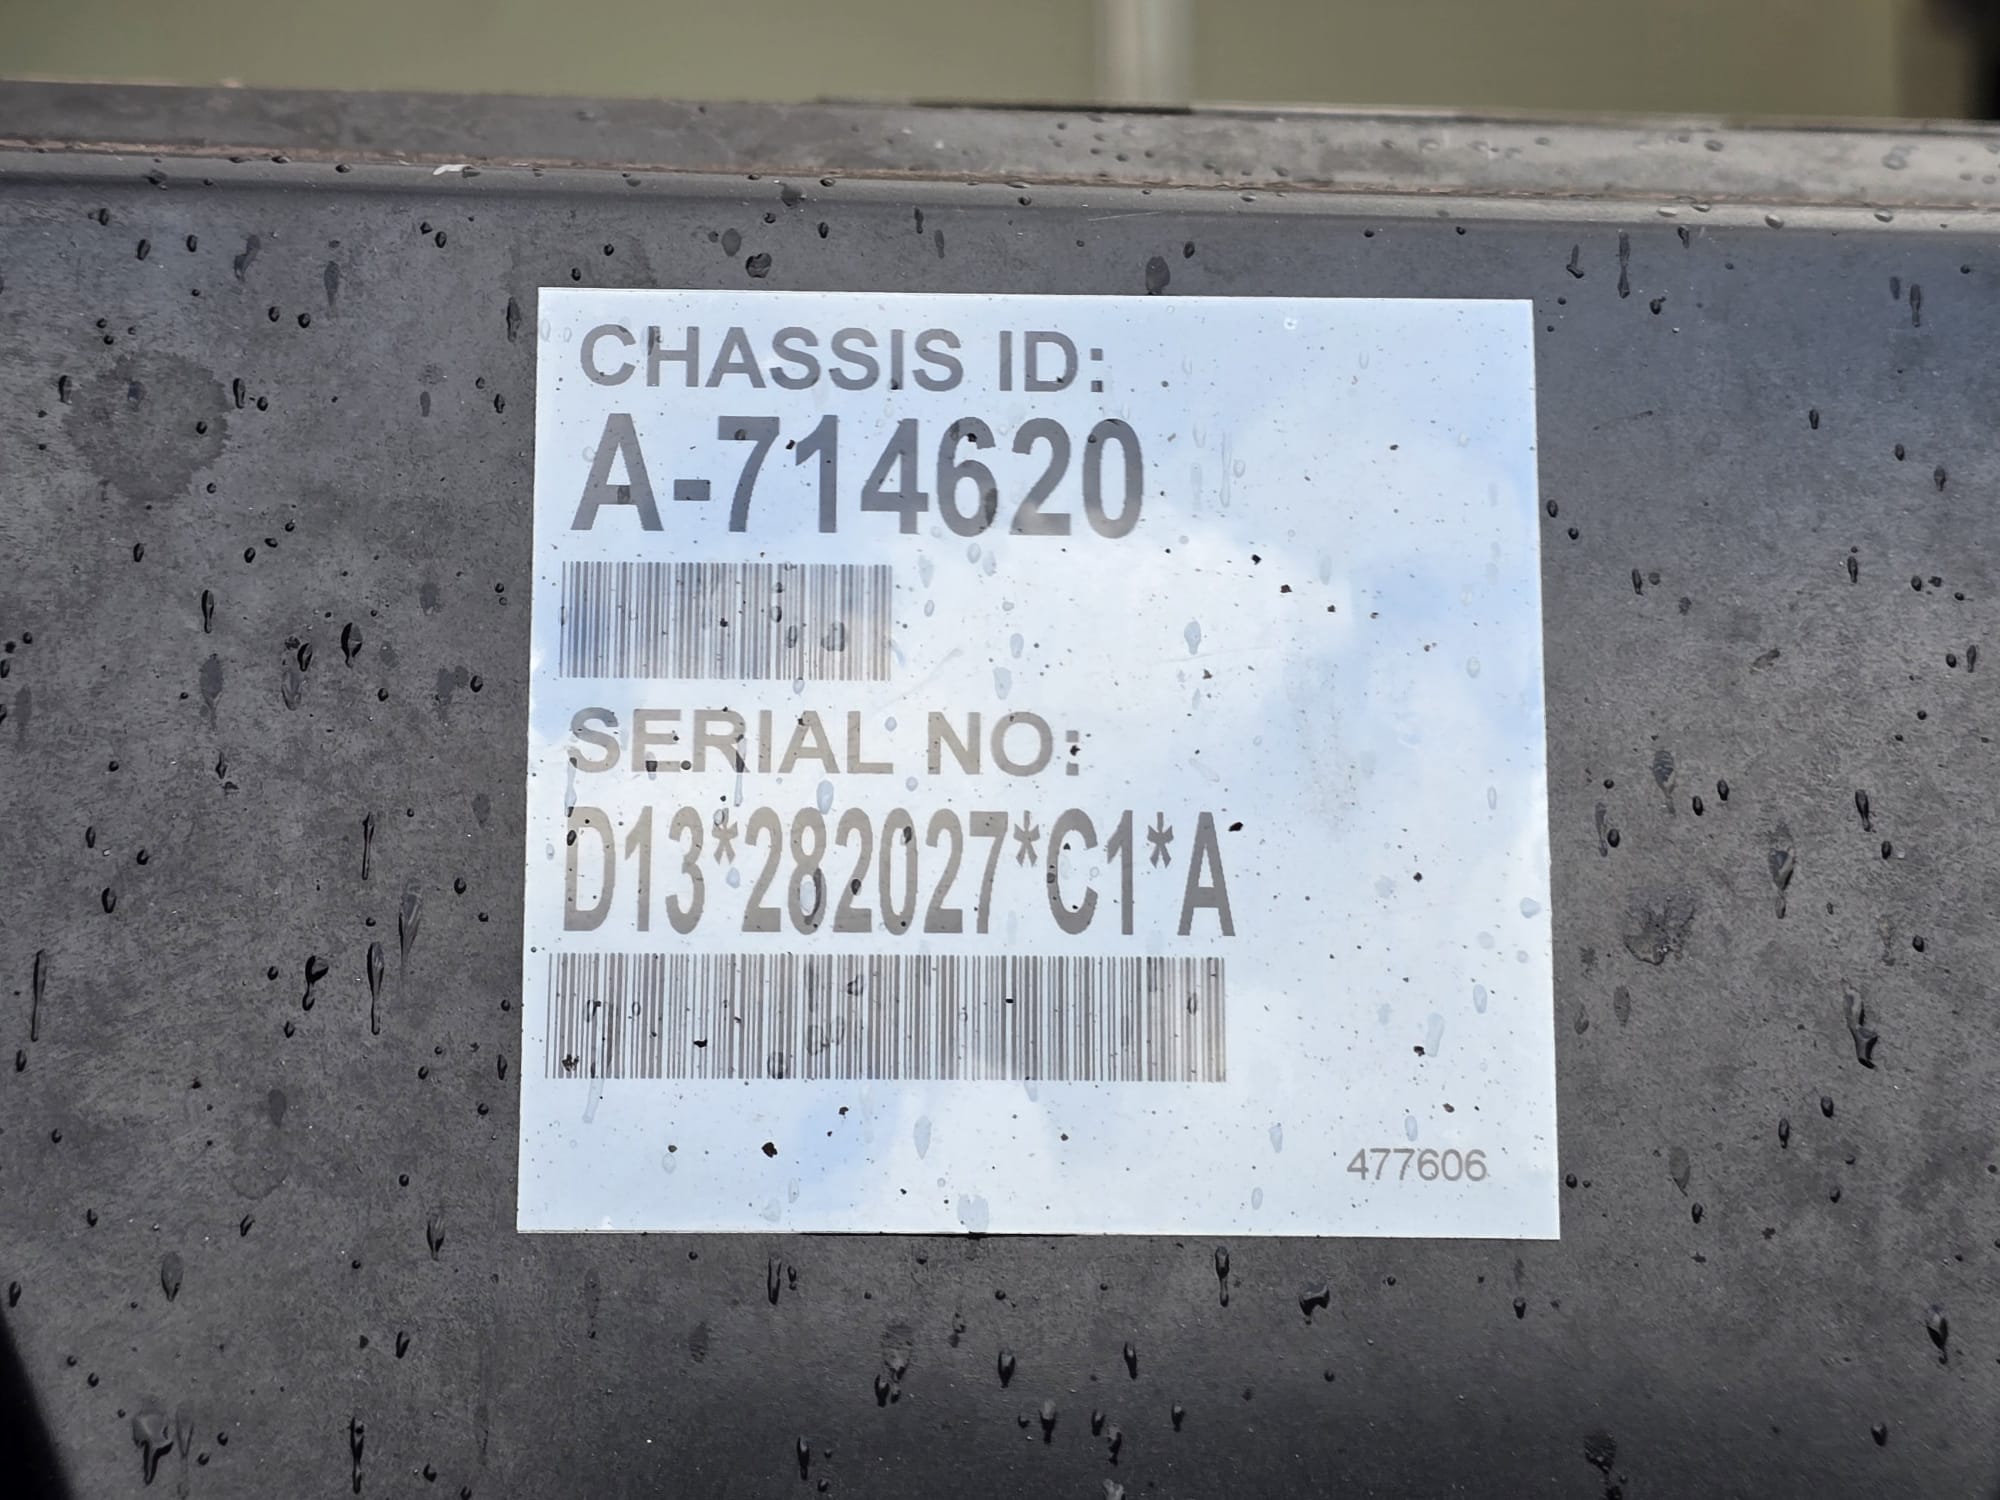 CHASSIS ID:
A-714620
SERIAL NO:
D13*282027*C1*A
477606